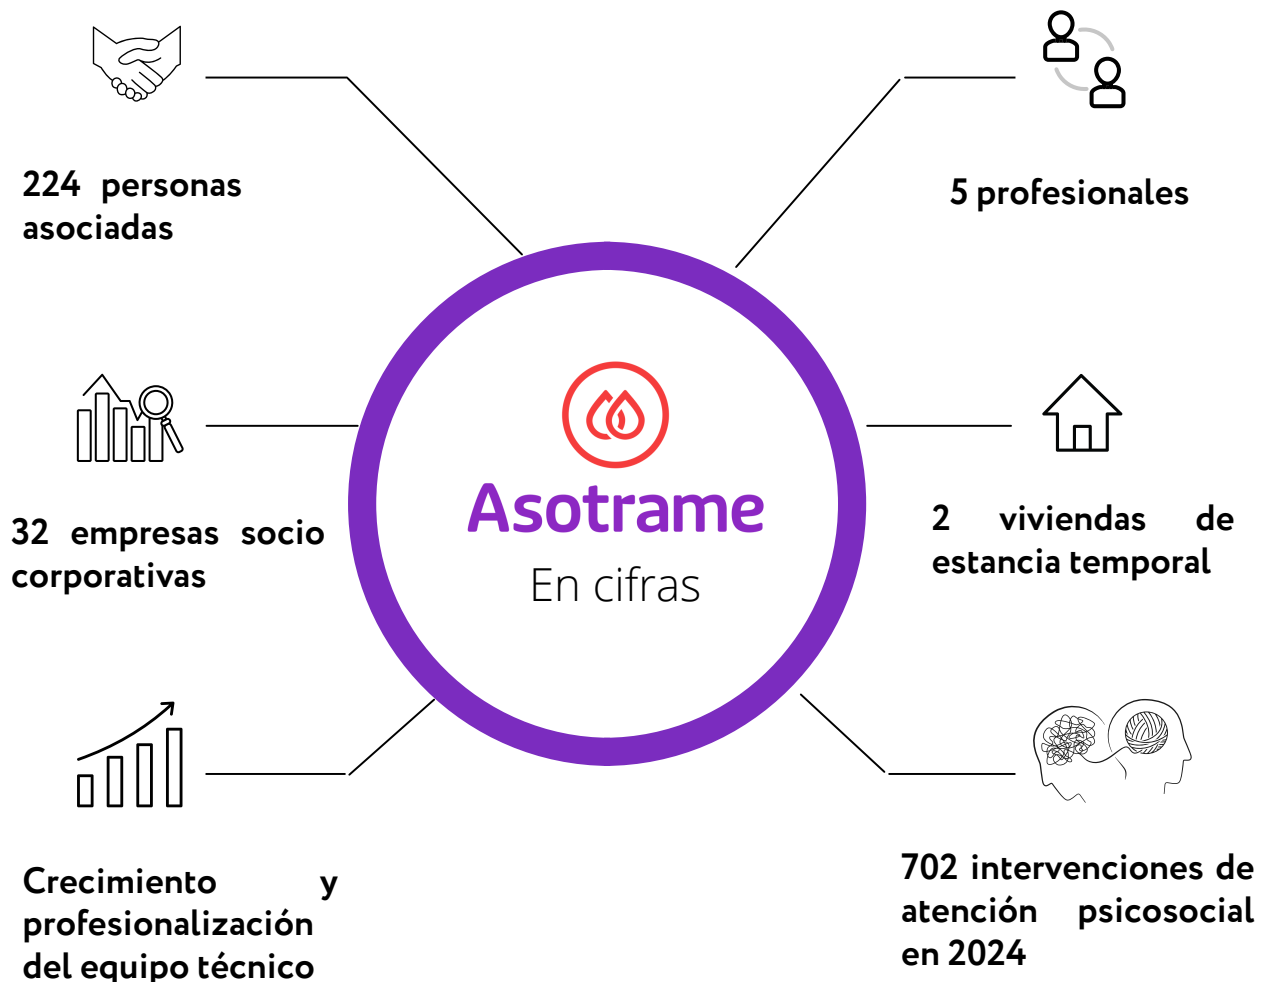 224 personas
asociadas
5 profesionales
32 empresas socio
corporativas
Asotrame
En cifras
2 viviendas de
estancia temporal
Crecimiento y
profesionalización
del equipo técnico
702 intervenciones de
atención psicosocial
en 2024